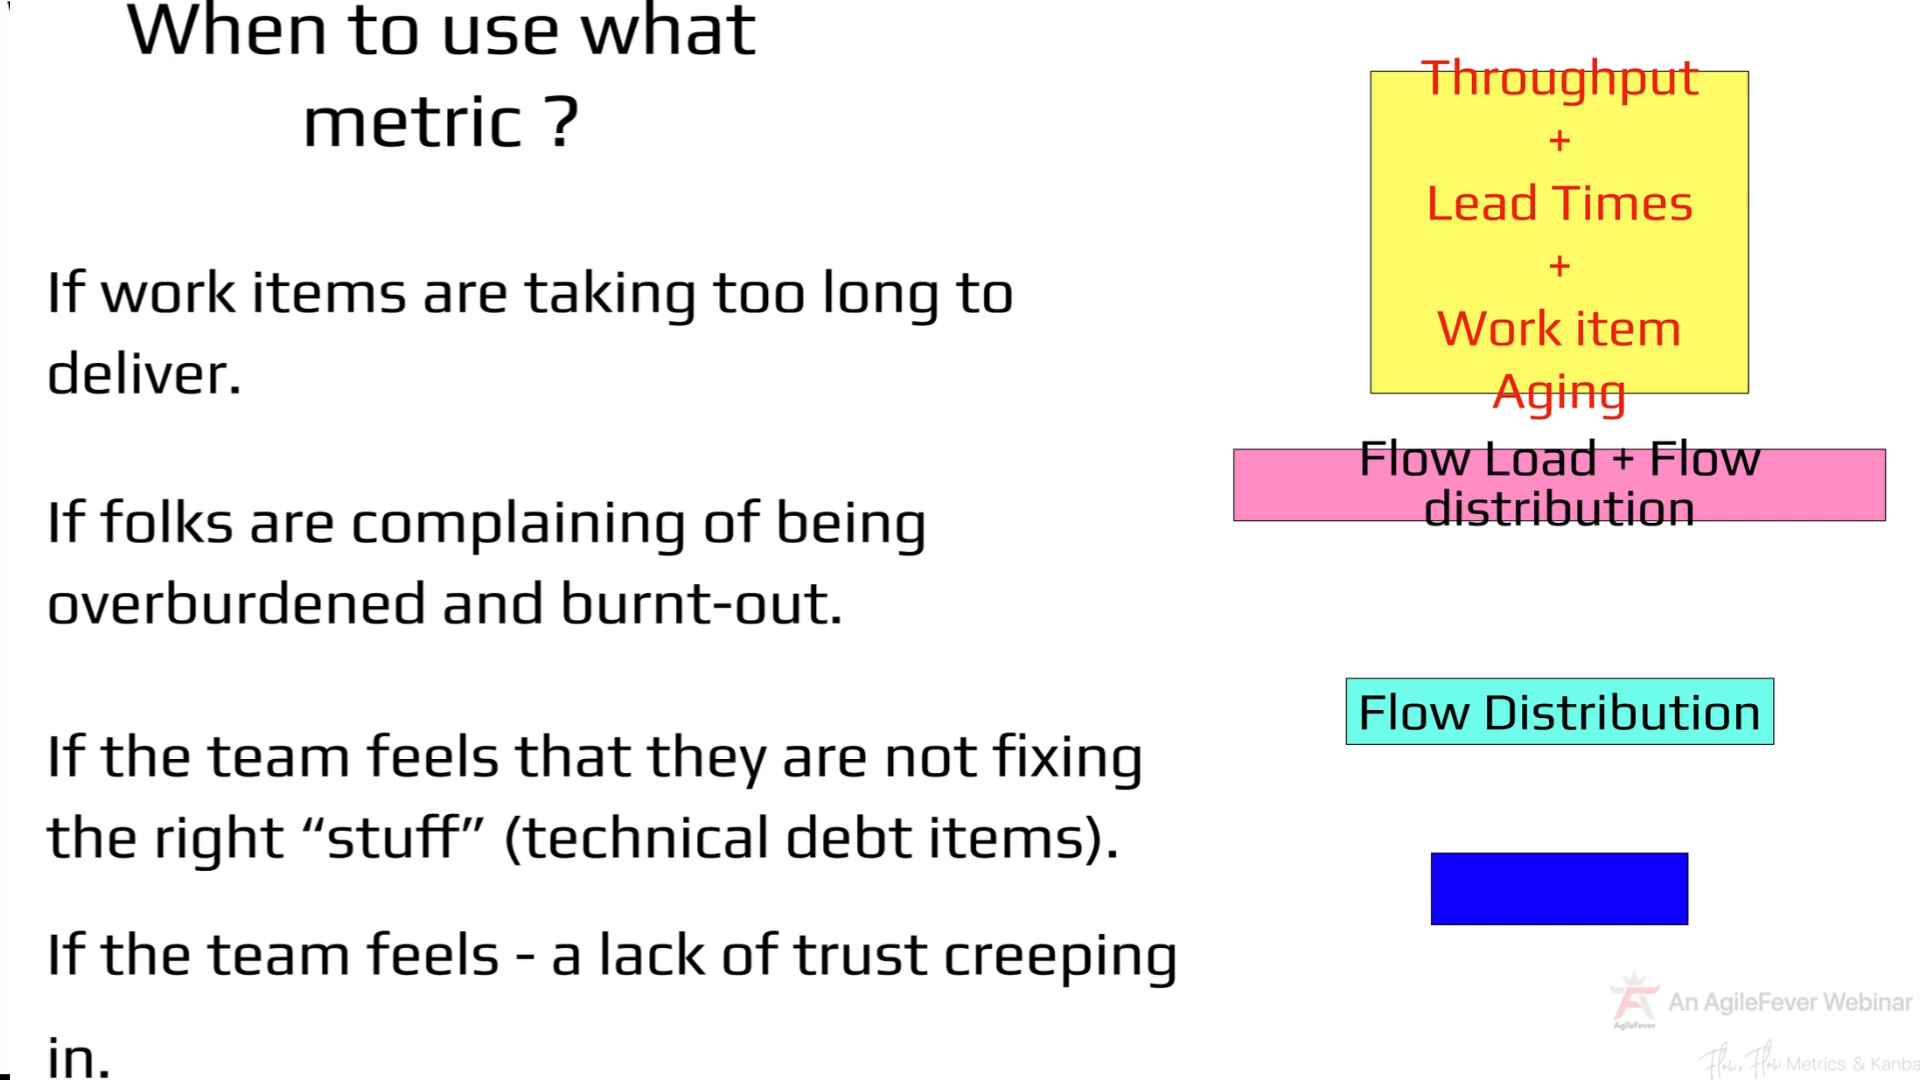 When to use what
metric ?
Throughput
+
Lead Times
+
Work item
Aging
If work items are taking too long to
deliver.
Flow Load + Flow
distribution
If folks are complaining of being
overburdened and burnt-out.
Flow Distribution
If the team feels that they are not fixing
the right “stuff” (technical debt items).
If the team feels - a lack of trust creeping
in.
An AgileFever Webinar
AgileFever
Flow, Flow Metrics & Kanba